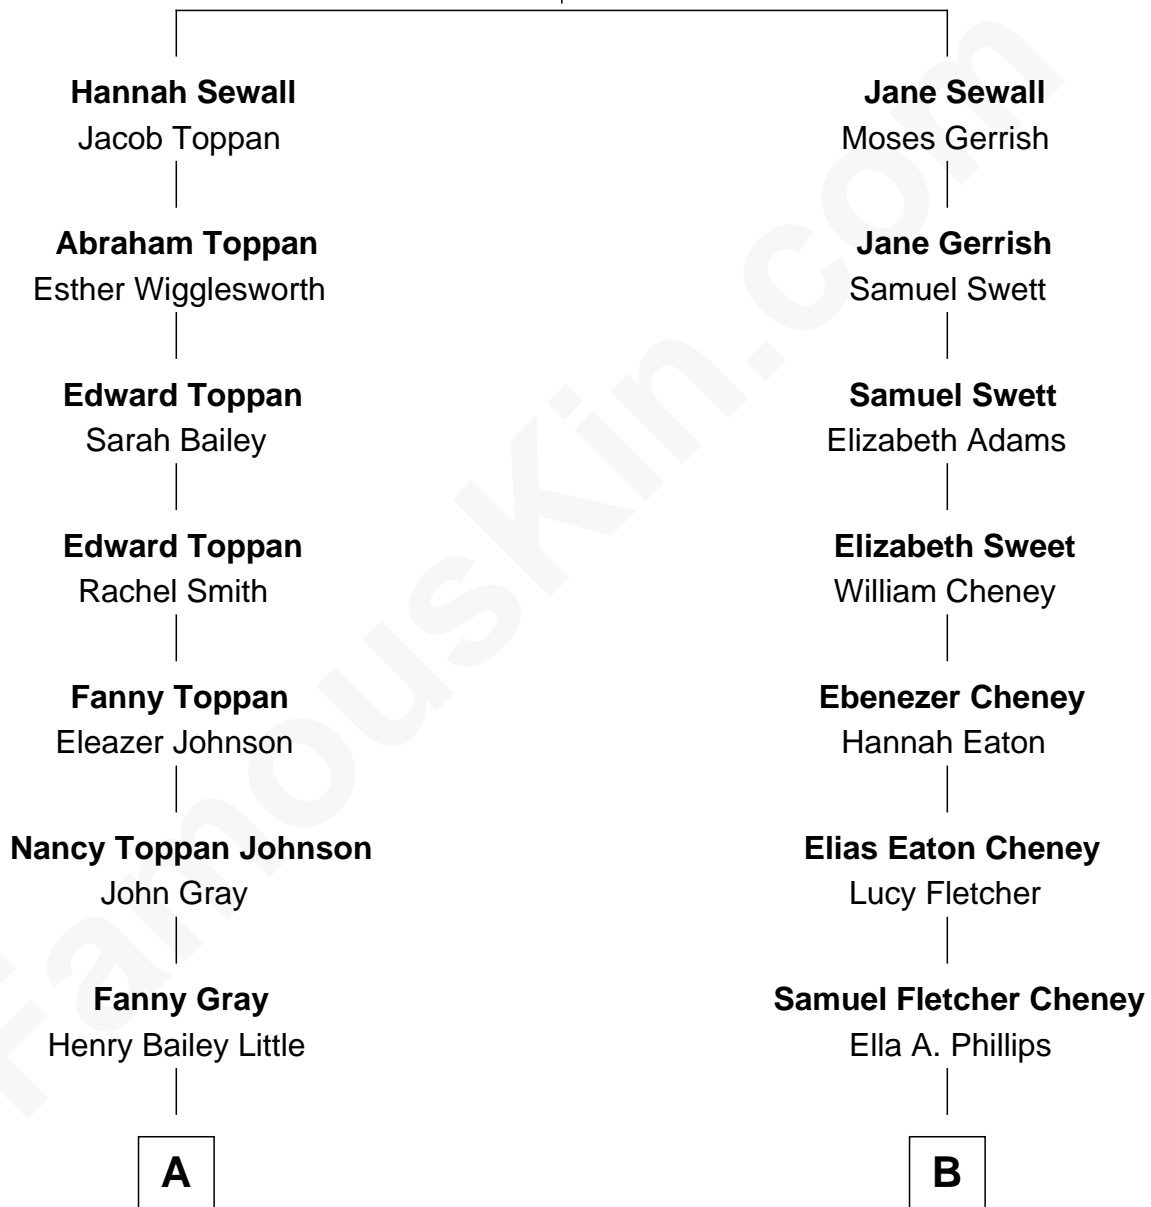 Hannah Sewall
Jacob Toppan
Abraham Toppan
Esther Wigglesworth
Edward Toppan
Sarah Bailey
Edward Toppan
Rachel Smith
Fanny Toppan
Eleazer Johnson
Nancy Toppan Johnson
John Gray
Fanny Gray
Henry Bailey Little
A
Jane Sewall
Moses Gerrish
Jane Gerrish
Samuel Swett
Samuel Swett
Elizabeth Adams
Elizabeth Sweet
William Cheney
Ebenezer Cheney
Hannah Eaton
Elias Eaton Cheney
Lucy Fletcher
Samuel Fletcher Cheney
Ella A. Phillips
B
FamousKin.com